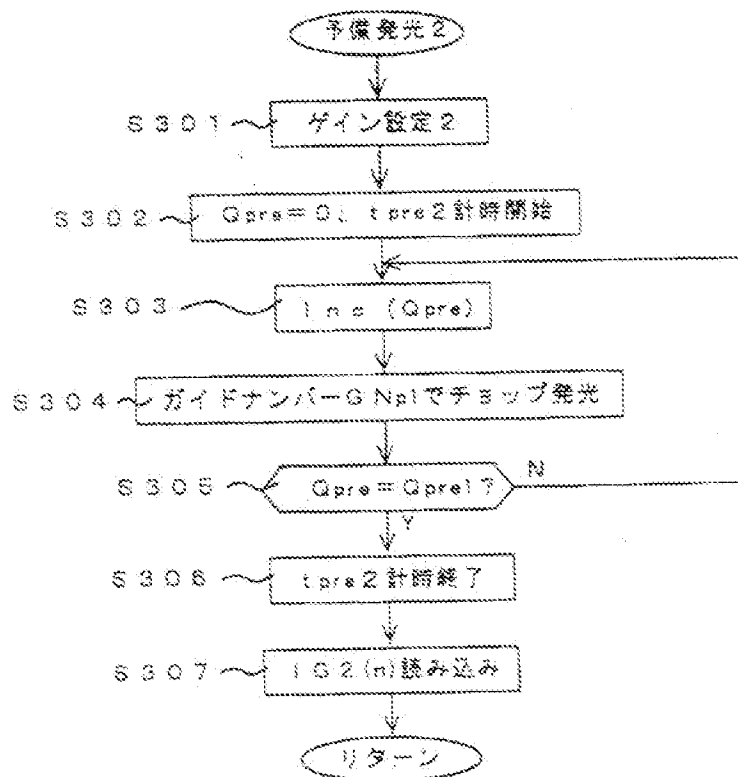 予備発光2
S301 ゲイン設定2
S302 Qpre=0、tpre2計時開始
S303 Inc (Qpre)
S304 ガイドナンバーGNp1でチョップ発光
S305 Qpre=Qpre1? N
Y
S306 tpre2計時終了
S307 IG2(n)読み込み
リターン